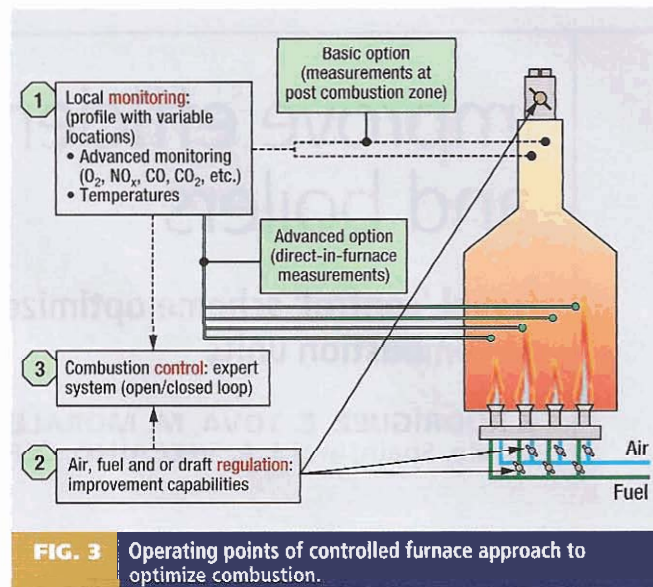 Basic option
(measurements at
post combustion zone)
1
Local monitoring:
(profile with variable
locations)
• Advanced monitoring
(O₂, NOₓ, CO, CO₂, etc.)
• Temperatures
Advanced option
(direct-in-furnace
measurements)
3
Combustion control: expert
system (open/closed loop)
2
Air, fuel and or draft regulation:
improvement capabilities
Air
Fuel
FIG. 3
Operating points of controlled furnace approach to
optimize combustion.